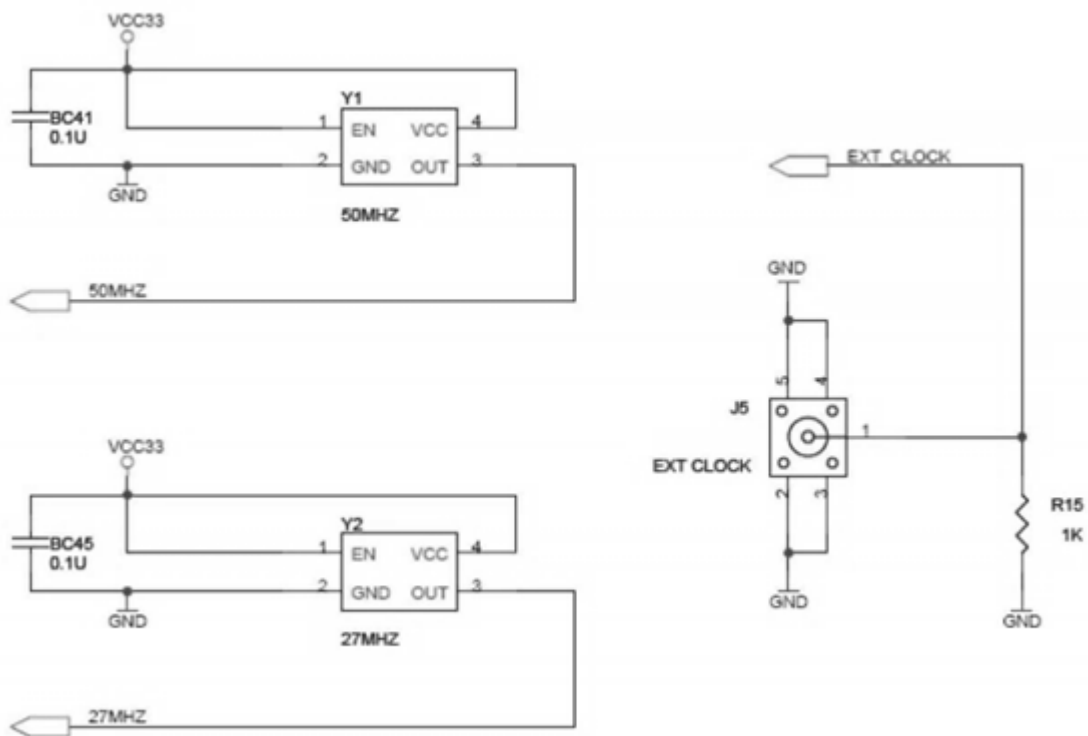 VCC33
BC41
0.1U
GND
Y1
1 EN VCC 4
2 GND OUT 3
50MHZ
50MHZ
VCC33
BC45
0.1U
GND
Y2
1 EN VCC 4
2 GND OUT 3
27MHZ
27MHZ
EXT CLOCK
GND
5 4
J5
1
EXT CLOCK
2 3
GND
R15
1K
GND